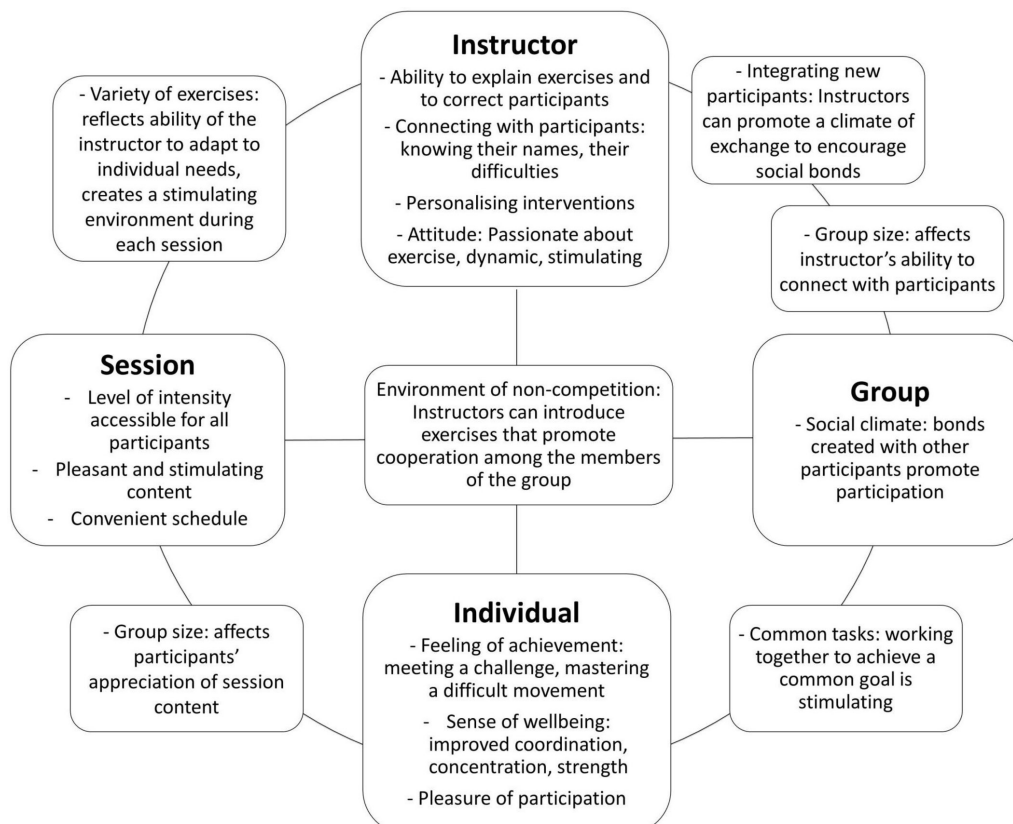 Instructor
- Ability to explain exercises and
to correct participants
- Connecting with participants:
knowing their names, their
difficulties
- Personalising interventions
- Attitude: Passionate about
exercise, dynamic, stimulating
- Variety of exercises:
reflects ability of the
instructor to adapt to
individual needs,
creates a stimulating
environment during
each session
- Integrating new
participants: Instructors
can promote a climate of
exchange to encourage
social bonds
- Group size: affects
instructor’s ability to
connect with participants
Session
- Level of intensity
accessible for all
participants
- Pleasant and stimulating
content
- Convenient schedule
Environment of non-competition:
Instructors can introduce
exercises that promote
cooperation among the members
of the group
Group
- Social climate: bonds
created with other
participants promote
participation
- Group size: affects
participants’
appreciation of session
content
Individual
- Feeling of achievement:
meeting a challenge, mastering
a difficult movement
- Sense of wellbeing:
improved coordination,
concentration, strength
- Pleasure of participation
- Common tasks: working
together to achieve a
common goal is
stimulating